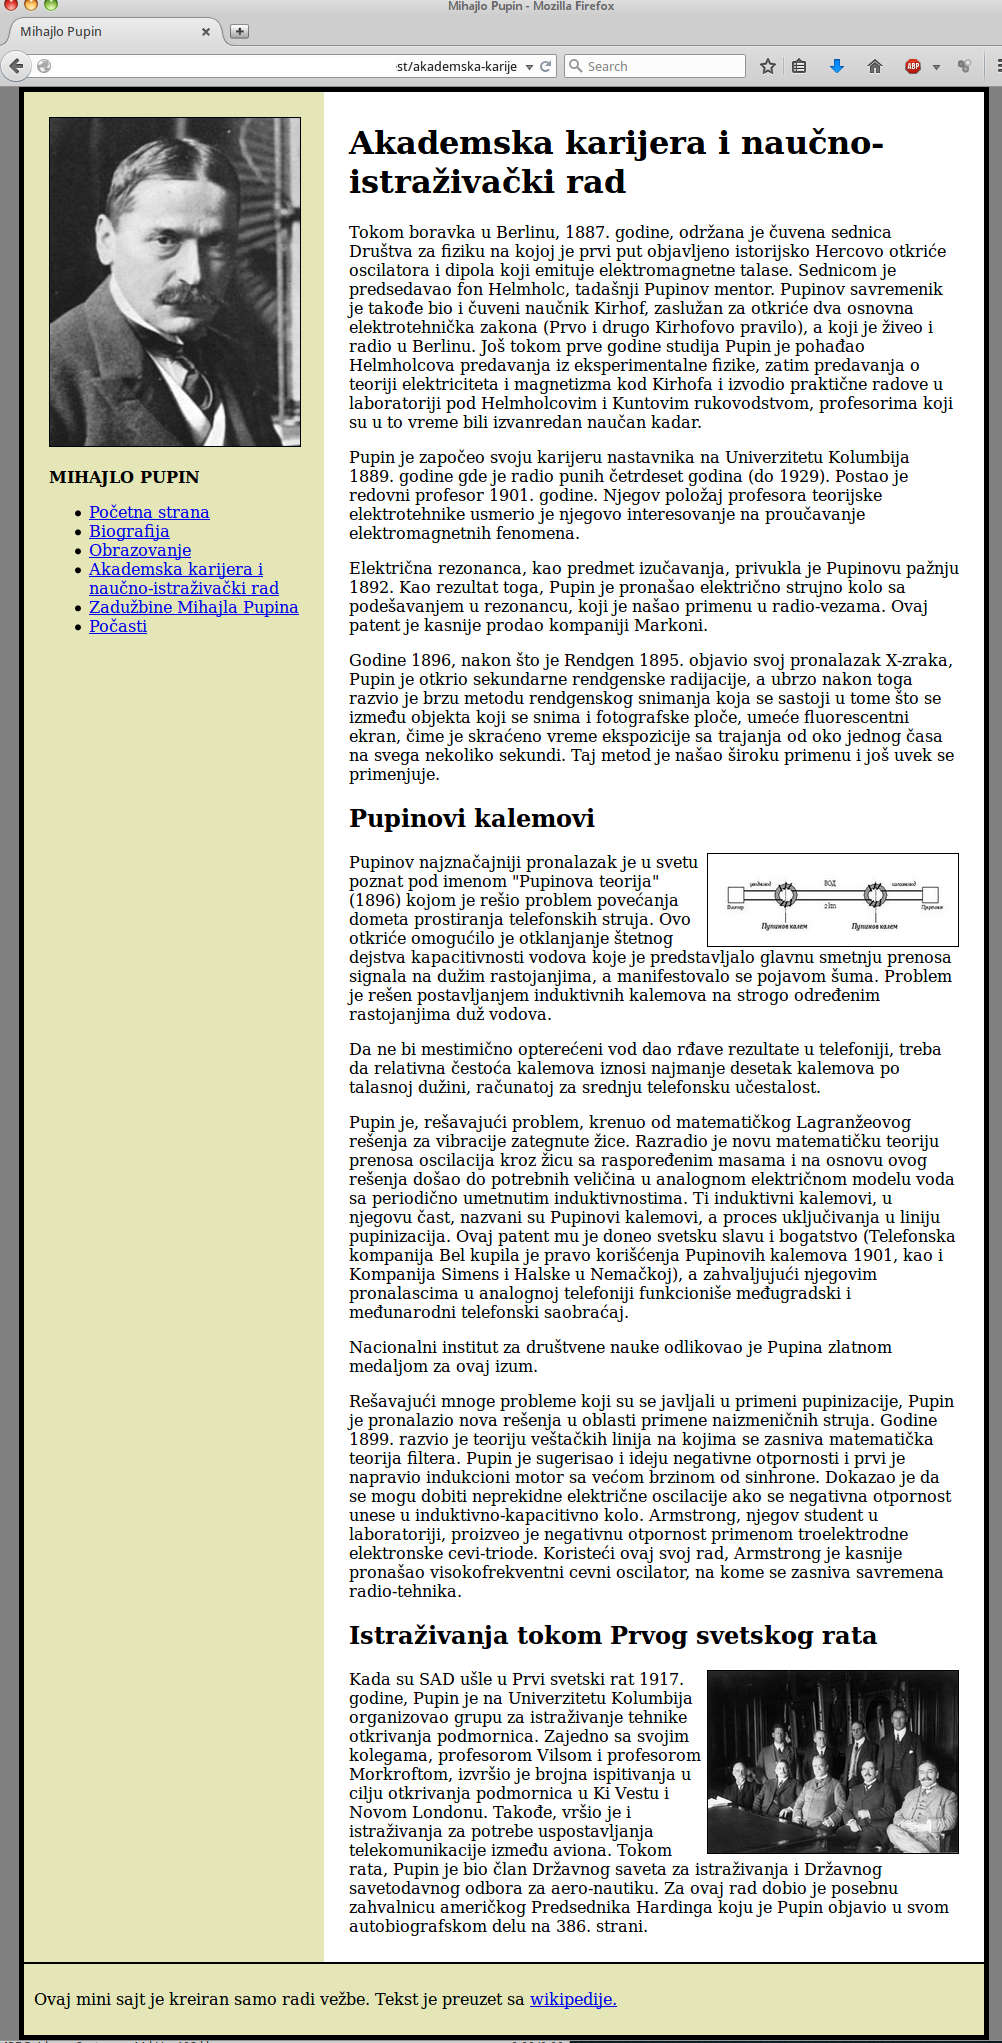 Mihajlo Pupin - Mozilla Firefox
Mihajlo Pupin
st/akademska-karije
Search
ABP
MIHAJLO PUPIN
Početna strana
Biografija
Obrazovanje
Akademska karijera i
naučno-istraživački rad
Zadužbine Mihajla Pupina
Počasti
Akademska karijera i naučno-
istraživački rad
Tokom boravka u Berlinu, 1887. godine, održana je čuvena sednica
Društva za fiziku na kojoj je prvi put objavljeno istorijsko Hercovo otkriće
oscilatora i dipola koji emituje elektromagnetne talase. Sednicom je
predsedavao fon Helmholc, tadašnji Pupinov mentor. Pupinov savremenik
je takođe bio i čuveni naučnik Kirhof, zaslužan za otkriće dva osnovna
elektrotehnička zakona (Prvo i drugo Kirhofovo pravilo), a koji je živeo i
radio u Berlinu. Još tokom prve godine studija Pupin je pohađao
Helmholcova predavanja iz eksperimentalne fizike, zatim predavanja o
teoriji elektriciteta i magnetizma kod Kirhofa i izvodio praktične radove u
laboratoriji pod Helmholcovim i Kuntovim rukovodstvom, profesorima koji
su u to vreme bili izvanredan naučan kadar.
Pupin je započeo svoju karijeru nastavnika na Univerzitetu Kolumbija
1889. godine gde je radio punih četrdeset godina (do 1929). Postao je
redovni profesor 1901. godine. Njegov položaj profesora teorijske
elektrotehnike usmerio je njegovo interesovanje na proučavanje
elektromagnetnih fenomena.
Električna rezonanca, kao predmet izučavanja, privukla je Pupinovu pažnju
1892. Kao rezultat toga, Pupin je pronašao električno strujno kolo sa
podešavanjem u rezonancu, koji je našao primenu u radio-vezama. Ovaj
patent je kasnije prodao kompaniji Markoni.
Godine 1896, nakon što je Rendgen 1895. objavio svoj pronalazak X-zraka,
Pupin je otkrio sekundarne rendgenske radijacije, a ubrzo nakon toga
razvio je brzu metodu rendgenskog snimanja koja se sastoji u tome što se
između objekta koji se snima i fotografske ploče, umeće fluorescentni
ekran, čime je skraćeno vreme ekspozicije sa trajanja od oko jednog časa
na svega nekoliko sekundi. Taj metod je našao široku primenu i još uvek se
primenjuje.
Pupinovi kalemovi
Pupinov najznačajniji pronalazak je u svetu
poznat pod imenom "Pupinova teorija"
(1896) kojom je rešio problem povećanja
dometa prostiranja telefonskih struja. Ovo
otkriće omogućilo je otklanjanje štetnog
dejstva kapacitivnosti vodova koje je predstavljalo glavnu smetnju prenosa
signala na dužim rastojanjima, a manifestovalo se pojavom šuma. Problem
je rešen postavljanjem induktivnih kalemova na strogo određenim
rastojanjima duž vodova.
ВОД
Пупинов калем
Пупинов калем
Da ne bi mestimično opterećeni vod dao rđave rezultate u telefoniji, treba
da relativna čestoća kalemova iznosi najmanje desetak kalemova po
talasnoj dužini, računatoj za srednju telefonsku učestalost.
Pupin je, rešavajući problem, krenuo od matematičkog Lagranžeovog
rešenja za vibracije zategnute žice. Razradio je novu matematičku teoriju
prenosa oscilacija kroz žicu sa raspoređenim masama i na osnovu ovog
rešenja došao do potrebnih veličina u analognom električnom modelu voda
sa periodično umetnutim induktivnostima. Ti induktivni kalemovi, u
njegovu čast, nazvani su Pupinovi kalemovi, a proces uključivanja u liniju
pupinizacija. Ovaj patent mu je doneo svetsku slavu i bogatstvo (Telefonska
kompanija Bel kupila je pravo korišćenja Pupinovih kalemova 1901, kao i
Kompanija Simens i Halske u Nemačkoj), a zahvaljujući njegovim
pronalascima u analognoj telefoniji funkcioniše međugradski i
međunarodni telefonski saobraćaj.
Nacionalni institut za društvene nauke odlikovao je Pupina zlatnom
medaljom za ovaj izum.
Rešavajući mnoge probleme koji su se javljali u primeni pupinizacije, Pupin
je pronalazio nova rešenja u oblasti primene naizmeničnih struja. Godine
1899. razvio je teoriju veštačkih linija na kojima se zasniva matematička
teorija filtera. Pupin je sugerisao i ideju negativne otpornosti i prvi je
napravio indukcioni motor sa većom brzinom od sinhrone. Dokazao je da
se mogu dobiti neprekidne električne oscilacije ako se negativna otpornost
unese u induktivno-kapacitivno kolo. Armstrong, njegov student u
laboratoriji, proizveo je negativnu otpornost primenom troelektrodne
elektronske cevi-triode. Koristeći ovaj svoj rad, Armstrong je kasnije
pronašao visokofrekventni cevni oscilator, na kome se zasniva savremena
radio-tehnika.
Istraživanja tokom Prvog svetskog rata
Kada su SAD ušle u Prvi svetski rat 1917.
godine, Pupin je na Univerzitetu Kolumbija
organizovao grupu za istraživanje tehnike
otkrivanja podmornica. Zajedno sa svojim
kolegama, profesorom Vilsom i profesorom
Morkroftom, izvršio je brojna ispitivanja u
cilju otkrivanja podmornica u Ki Vestu i
Novom Londonu. Takođe, vršio je i
istraživanja za potrebe uspostavljanja
telekomunikacije između aviona. Tokom
rata, Pupin je bio član Državnog saveta za istraživanja i Državnog
savetodavnog odbora za aero-nautiku. Za ovaj rad dobio je posebnu
zahvalnicu američkog Predsednika Hardinga koju je Pupin objavio u svom
autobiografskom delu na 386. strani.
Ovaj mini sajt je kreiran samo radi vežbe. Tekst je preuzet sa wikipedije.